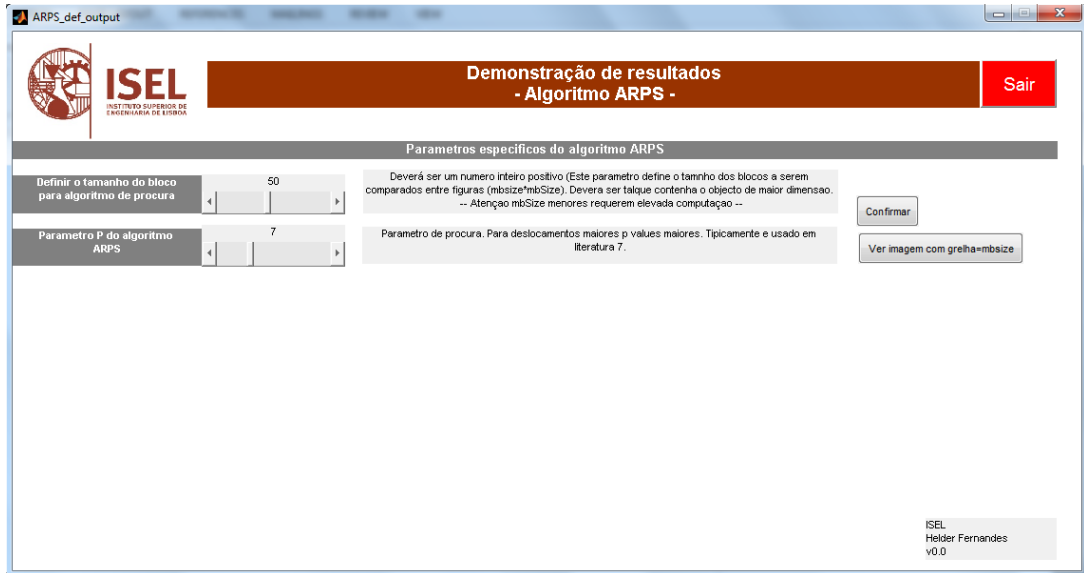 ARPS_def_output
ISEL
INSTITUTO SUPERIOR DE
ENGENHARIA DE LISBOA
Demonstração de resultados
- Algoritmo ARPS -
Sair
Parametros especificos do algoritmo ARPS
Definir o tamanho do bloco
para algoritmo de procura
50
Deverá ser um numero inteiro positivo (Este parametro define o tamnho dos blocos a serem
comparados entre figuras (mbsize*mbSize). Devera ser talque contenha o objecto de maior dimensao.
-- Atençao mbSize menores requerem elevada computaçao --
Confirmar
Parametro P do algoritmo
ARPS
7
Parametro de procura. Para deslocamentos maiores p values maiores. Tipicamente e usado em
literatura 7.
Ver imagem com grelha=mbsize
ISEL
Helder Fernandes
v0.0